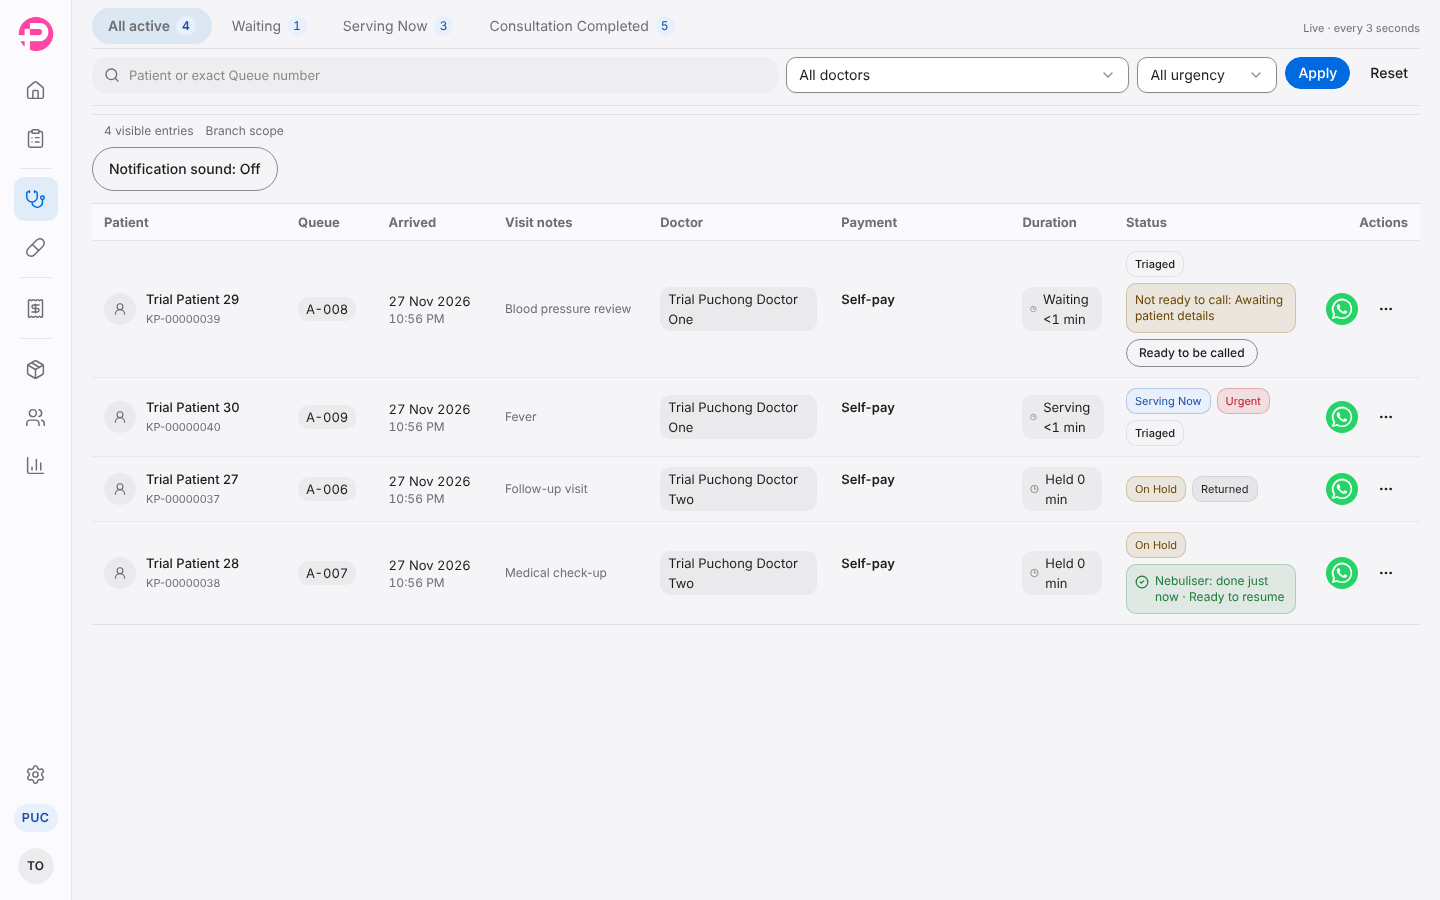 All active 4 Waiting 1 Serving Now 3 Consultation Completed 5
Live · every 3 seconds
Patient or exact Queue number
All doctors
All urgency
Apply
Reset
4 visible entries Branch scope
Notification sound: Off
Patient Queue Arrived Visit notes Doctor Payment Duration Status Actions
Trial Patient 29
KP-00000039
A-008
27 Nov 2026
10:56 PM
Blood pressure review
Trial Puchong Doctor
One
Self-pay
Waiting
<1 min
Triaged
Not ready to call: Awaiting
patient details
Ready to be called
Trial Patient 30
KP-00000040
A-009
27 Nov 2026
10:56 PM
Fever
Trial Puchong Doctor
One
Self-pay
Serving
<1 min
Serving Now Urgent
Triaged
Trial Patient 27
KP-00000037
A-006
27 Nov 2026
10:56 PM
Follow-up visit
Trial Puchong Doctor
Two
Self-pay
Held 0
min
On Hold Returned
Trial Patient 28
KP-00000038
A-007
27 Nov 2026
10:56 PM
Medical check-up
Trial Puchong Doctor
Two
Self-pay
Held 0
min
On Hold
Nebuliser: done just
now · Ready to resume
PUC
TO